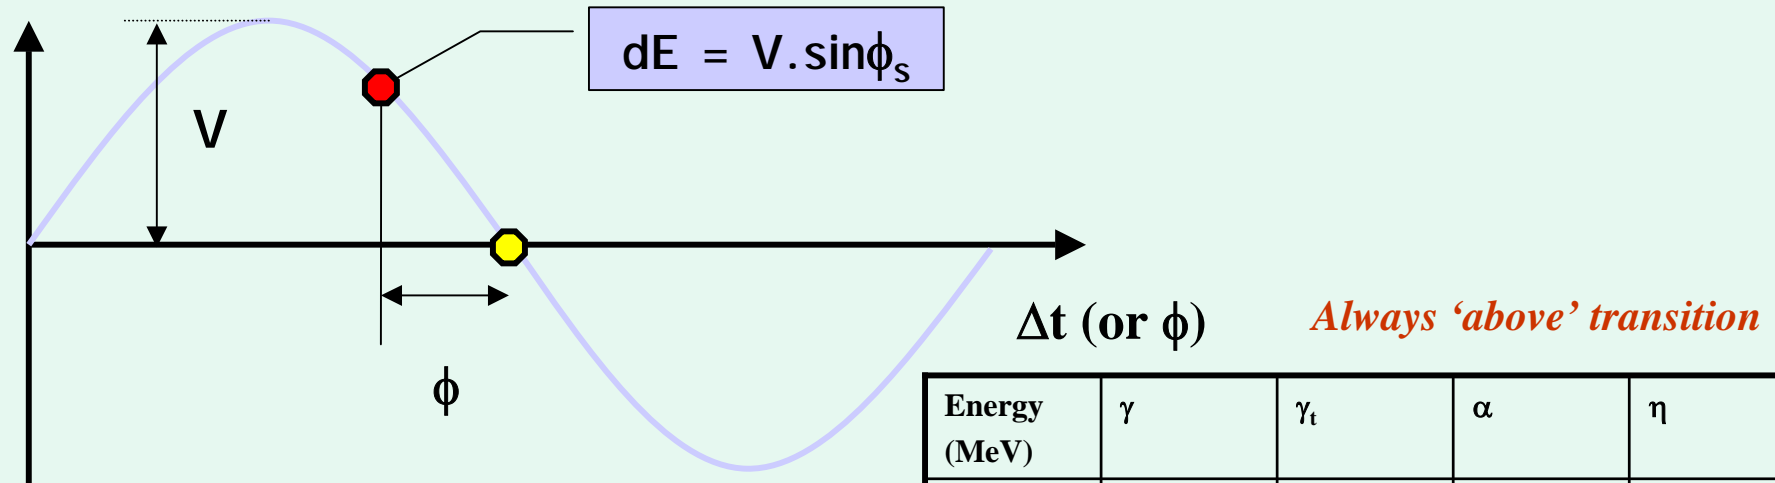 dE = V.sinϕₛ
V
Δt (or ϕ)
Always ‘above’ transition
ϕ
Energy (MeV) γ γₜ α η